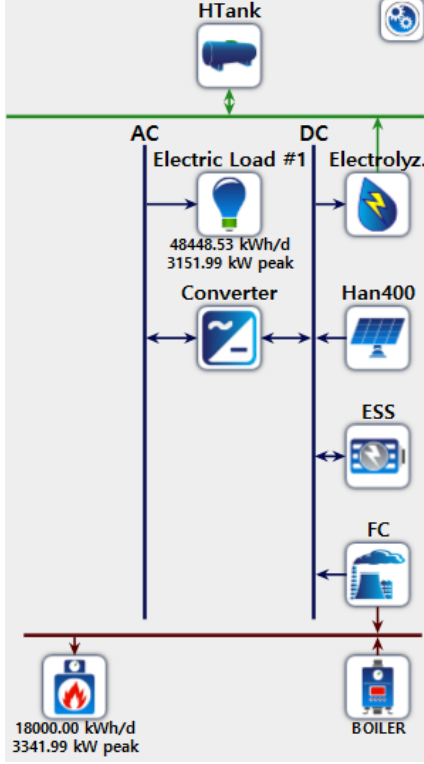 HTank
AC
DC
Electric Load #1
Electrolyz.
48448.53 kWh/d
3151.99 kW peak
Converter
Han400
ESS
FC
18000.00 kWh/d
3341.99 kW peak
BOILER